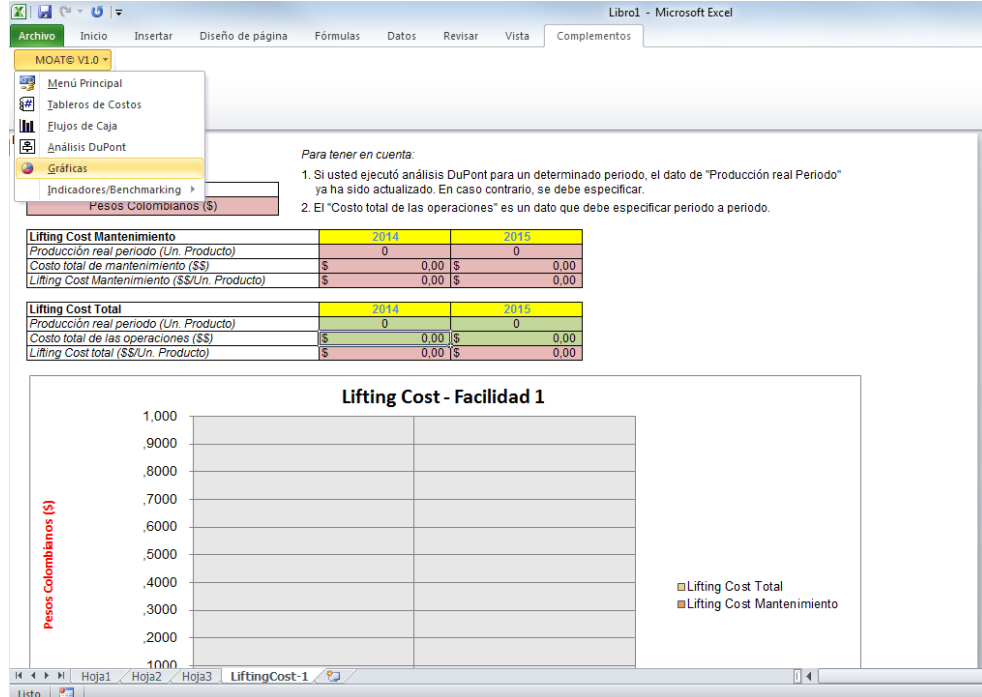 Libro1 - Microsoft Excel
Archivo Inicio Insertar Diseño de página Fórmulas Datos Revisar Vista Complementos
MOAT© V1.0
Menú Principal
Tableros de Costos
Flujos de Caja
Análisis DuPont
Gráficas
Indicadores/Benchmarking
Pesos Colombianos ($)
Para tener en cuenta:
1. Si usted ejecutó análisis DuPont para un determinado periodo, el dato de "Producción real Periodo"
ya ha sido actualizado. En caso contrario, se debe especificar.
2. El "Costo total de las operaciones" es un dato que debe especificar periodo a periodo.
Lifting Cost Mantenimiento 2014 2015
Producción real periodo (Un. Producto) 0 0
Costo total de mantenimiento ($$) $ 0,00 $ 0,00
Lifting Cost Mantenimiento ($$/Un. Producto) $ 0,00 $ 0,00
Lifting Cost Total 2014 2015
Producción real periodo (Un. Producto) 0 0
Costo total de las operaciones ($$) $ 0,00 $ 0,00
Lifting Cost total ($$/Un. Producto) $ 0,00 $ 0,00
Lifting Cost - Facilidad 1
1,000
,9000
,8000
,7000
,6000
,5000
,4000
,3000
,2000
,1000
Pesos Colombianos ($)
Lifting Cost Total
Lifting Cost Mantenimiento
Hoja1 Hoja2 Hoja3 LiftingCost-1
Listo